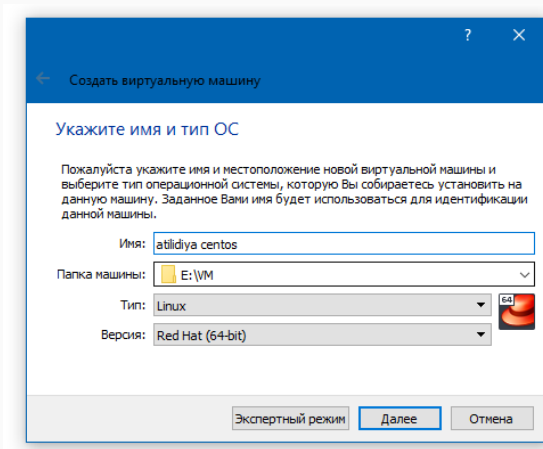 ?
Создать виртуальную машину
Укажите имя и тип ОС
Пожалуйста укажите имя и местоположение новой виртуальной машины и
выберите тип операционной системы, которую Вы собираетесь установить на
данную машину. Заданное Вами имя будет использоваться для идентификации
данной машины.
Имя: atilidiya centos
Папка машины: E:\VM
Тип: Linux
64
Версия: Red Hat (64-bit)
Экспертный режим Далее Отмена